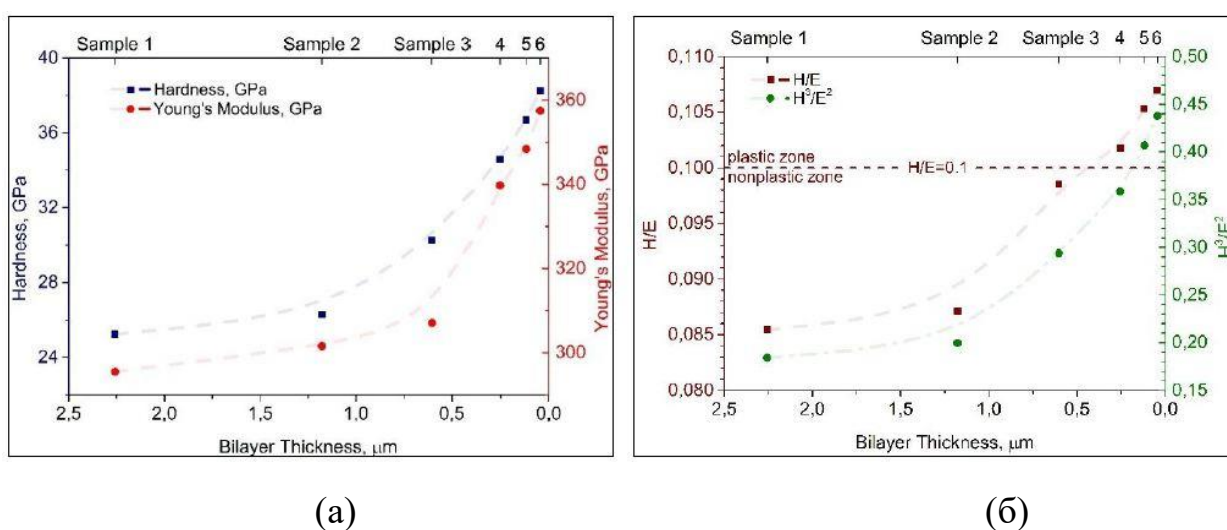 Sample 1 Sample 2 Sample 3 4 5 6
40
36
32
28
24
Hardness, GPa
Hardness, GPa
Young's Modulus, GPa
360
340
320
300
Young's Modulus, GPa
2,5 2,0 1,5 1,0 0,5 0,0
Bilayer Thickness, μm
(а)
Sample 1 Sample 2 Sample 3 4 5 6
0,110
0,105
0,100
0,095
0,090
0,085
0,080
H/E
H/E
H³/E²
plastic zone
nonplastic zone
H/E=0.1
0,50
0,45
0,40
0,35
0,30
0,25
0,20
0,15
H³/E²
2,5 2,0 1,5 1,0 0,5 0,0
Bilayer Thickness, μm
(б)